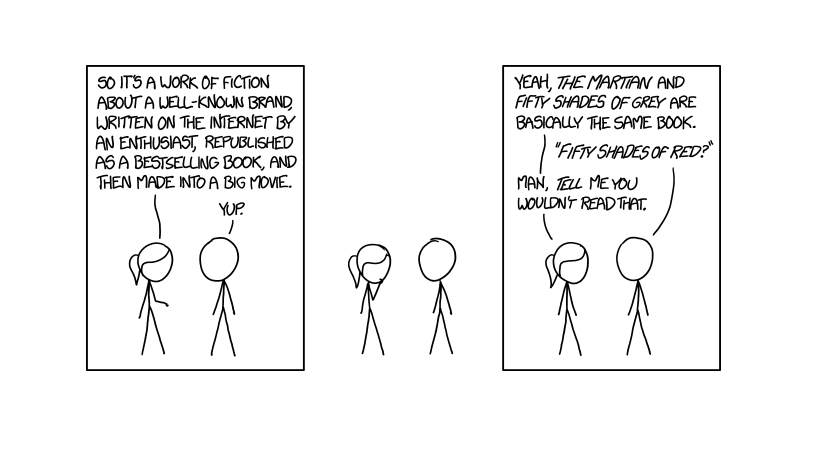 SO IT'S A WORK OF FICTION
ABOUT A WELL-KNOWN BRAND,
WRITTEN ON THE INTERNET BY
AN ENTHUSIAST, REPUBLISHED
AS A BESTSELLING BOOK, AND
THEN MADE INTO A BIG MOVIE.
YUP.
YEAH, THE MARTIAN AND
FIFTY SHADES OF GREY ARE
BASICALLY THE SAME BOOK.
"FIFTY SHADES OF RED?"
MAN, TELL ME YOU
WOULDN'T READ THAT.